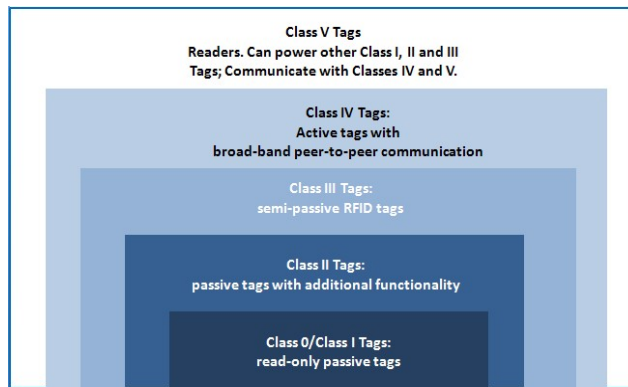 Class V Tags
Readers. Can power other Class I, II and III
Tags; Communicate with Classes IV and V.
Class IV Tags:
Active tags with
broad-band peer-to-peer communication
Class III Tags:
semi-passive RFID tags
Class II Tags:
passive tags with additional functionality
Class 0/Class I Tags:
read-only passive tags